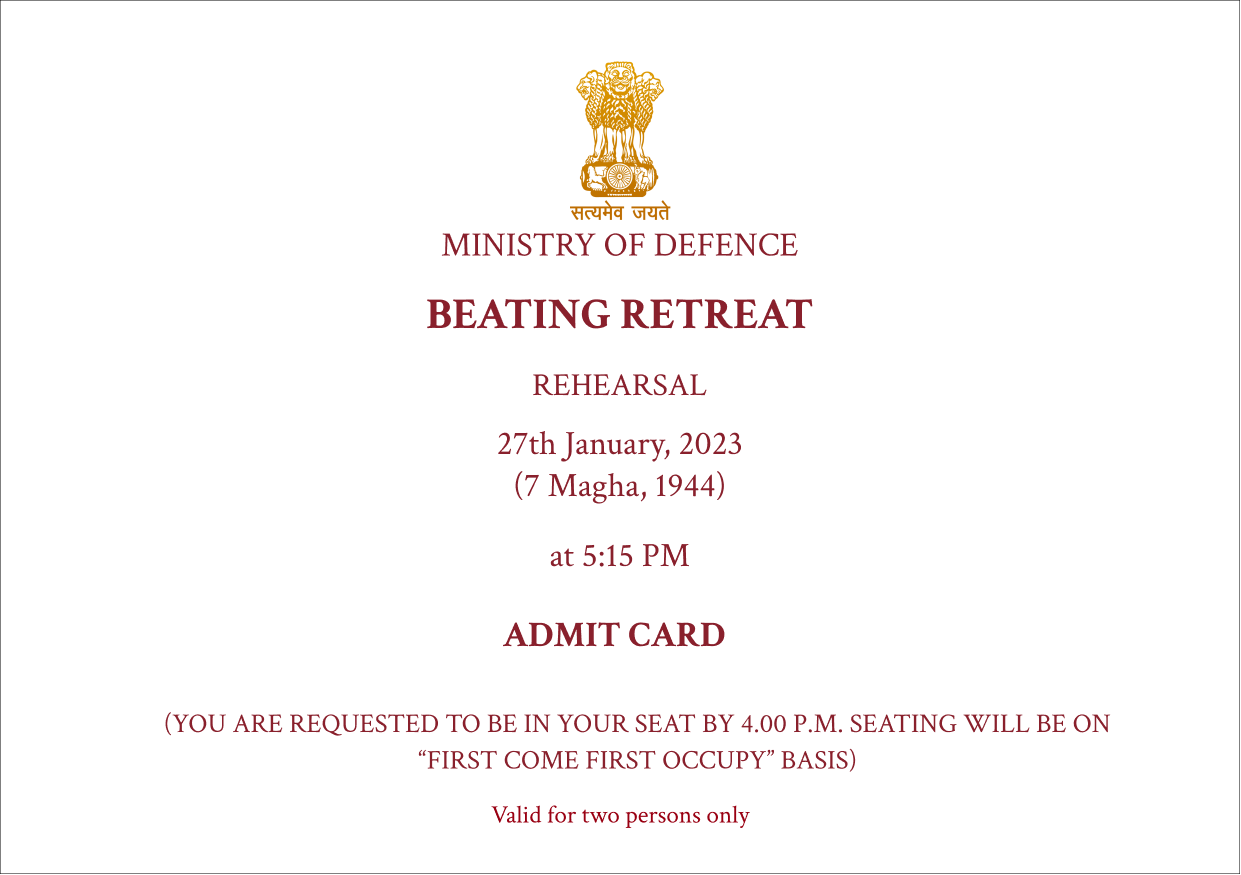 सत्यमेव जयते
MINISTRY OF DEFENCE
BEATING RETREAT
REHEARSAL
27th January, 2023
(7 Magha, 1944)
at 5:15 PM
ADMIT CARD
(YOU ARE REQUESTED TO BE IN YOUR SEAT BY 4.00 P.M. SEATING WILL BE ON
“FIRST COME FIRST OCCUPY” BASIS)
Valid for two persons only